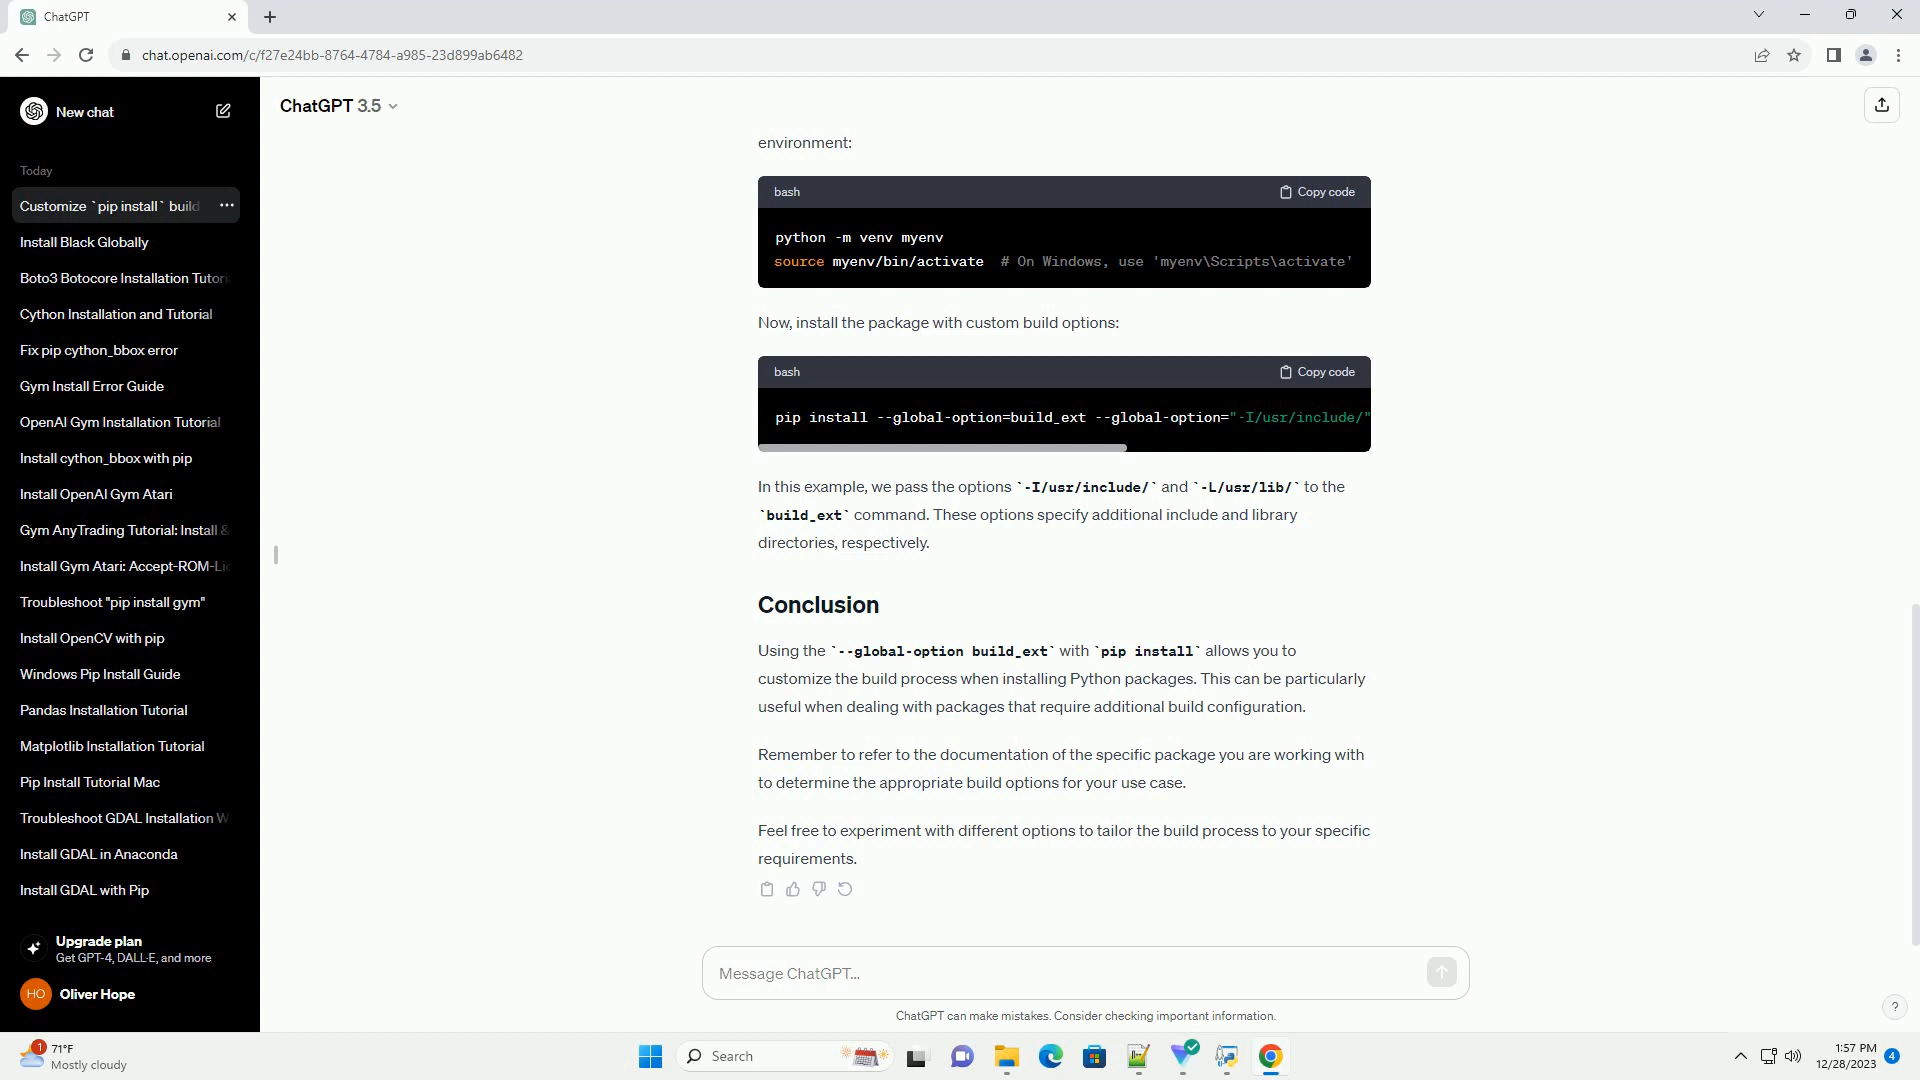 ChatGPT
chat.openai.com/c/f27e24bb-8764-4784-a985-23d899ab6482
New chat
Today
Customize `pip install` build
Install Black Globally
Boto3 Botocore Installation Tutori
Cython Installation and Tutorial
Fix pip cython_bbox error
Gym Install Error Guide
OpenAI Gym Installation Tutorial
Install cython_bbox with pip
Install OpenAI Gym Atari
Gym AnyTrading Tutorial: Install &
Install Gym Atari: Accept-ROM-Lic
Troubleshoot "pip install gym"
Install OpenCV with pip
Windows Pip Install Guide
Pandas Installation Tutorial
Matplotlib Installation Tutorial
Pip Install Tutorial Mac
Troubleshoot GDAL Installation W
Install GDAL in Anaconda
Install GDAL with Pip
Upgrade plan
Get GPT-4, DALL·E, and more
HO Oliver Hope
ChatGPT 3.5
environment:
bash Copy code
python -m venv myenv
source myenv/bin/activate # On Windows, use 'myenv\Scripts\activate'
Now, install the package with custom build options:
bash Copy code
pip install --global-option=build_ext --global-option="-I/usr/include/"
In this example, we pass the options `-I/usr/include/` and `-L/usr/lib/` to the
`build_ext` command. These options specify additional include and library
directories, respectively.
Conclusion
Using the `--global-option build_ext` with `pip install` allows you to
customize the build process when installing Python packages. This can be particularly
useful when dealing with packages that require additional build configuration.
Remember to refer to the documentation of the specific package you are working with
to determine the appropriate build options for your use case.
Feel free to experiment with different options to tailor the build process to your specific
requirements.
Message ChatGPT...
ChatGPT can make mistakes. Consider checking important information.
?
1
71°F
Mostly cloudy
Search
1:57 PM
12/28/2023
4